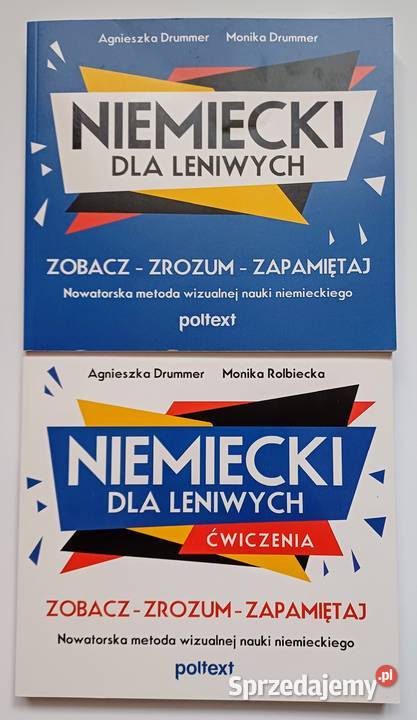 Agnieszka Drummer Monika Drummer
NIEMIECKI
DLA LENIWYCH
ZOBACZ – ZROZUM – ZAPAMIĘTAJ
Nowatorska metoda wizualnej nauki niemieckiego
poltext
Agnieszka Drummer Monika Rolbiecka
NIEMIECKI
DLA LENIWYCH
ĆWICZENIA
ZOBACZ – ZROZUM – ZAPAMIĘTAJ
Nowatorska metoda wizualnej nauki niemieckiego
poltext
Sprzedajemy.pl